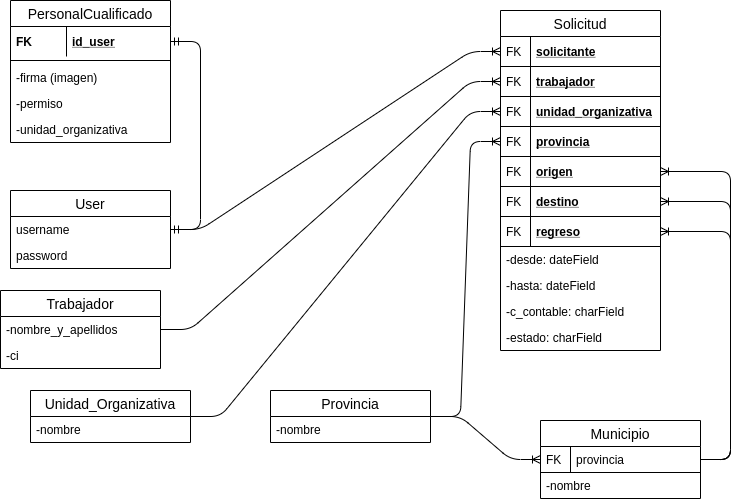 PersonalCualificado
FK id_user
-firma (imagen)
-permiso
-unidad_organizativa
User
username
password
Trabajador
-nombre_y_apellidos
-ci
Unidad_Organizativa
-nombre
Provincia
-nombre
Solicitud
FK solicitante
FK trabajador
FK unidad_organizativa
FK provincia
FK origen
FK destino
FK regreso
-desde: dateField
-hasta: dateField
-c_contable: charField
-estado: charField
Municipio
FK provincia
-nombre